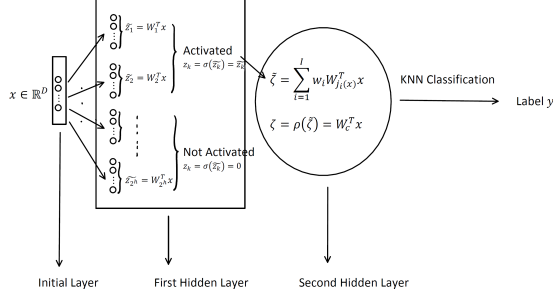 x ∈ ℝ^D
z̃_1 = W_1^T x
z̃_2 = W_2^T x
z̃_{2^h} = W_{2^h}^T x
Activated
z_k = σ(z̃_k) = z̃_k
Not Activated
z_k = σ(z̃_k) = 0
ζ̃ = ∑_{i=1}^{I} w_i W_{j_i(x)}^T x
ζ = ρ(ζ̃) = W_c^T x
KNN Classification
Label y
Initial Layer
First Hidden Layer
Second Hidden Layer